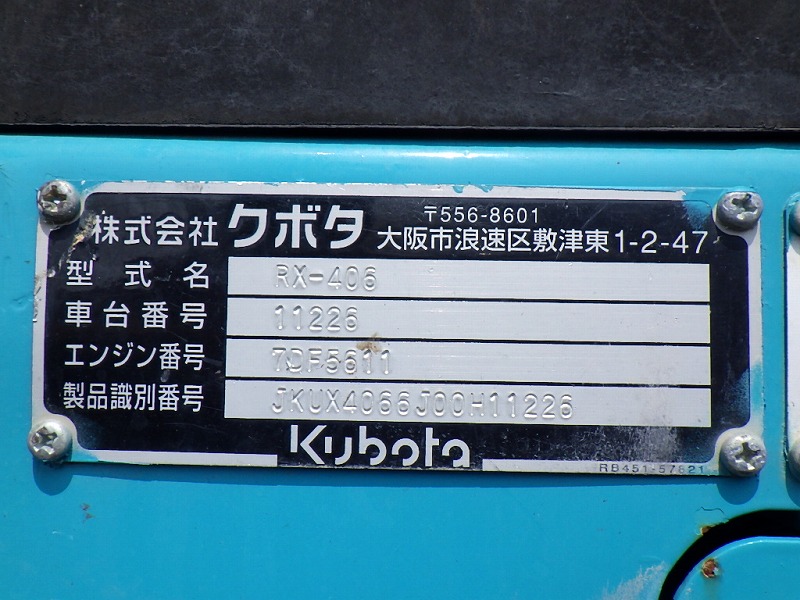 株式会社 クボタ 〒556-8601
大阪市浪速区敷津東1-2-47
型式名 RX-406
車台番号 11226
エンジン番号 7DF5611
製品識別番号 JKUX4066J00H11226
Kubota
RB451-57821